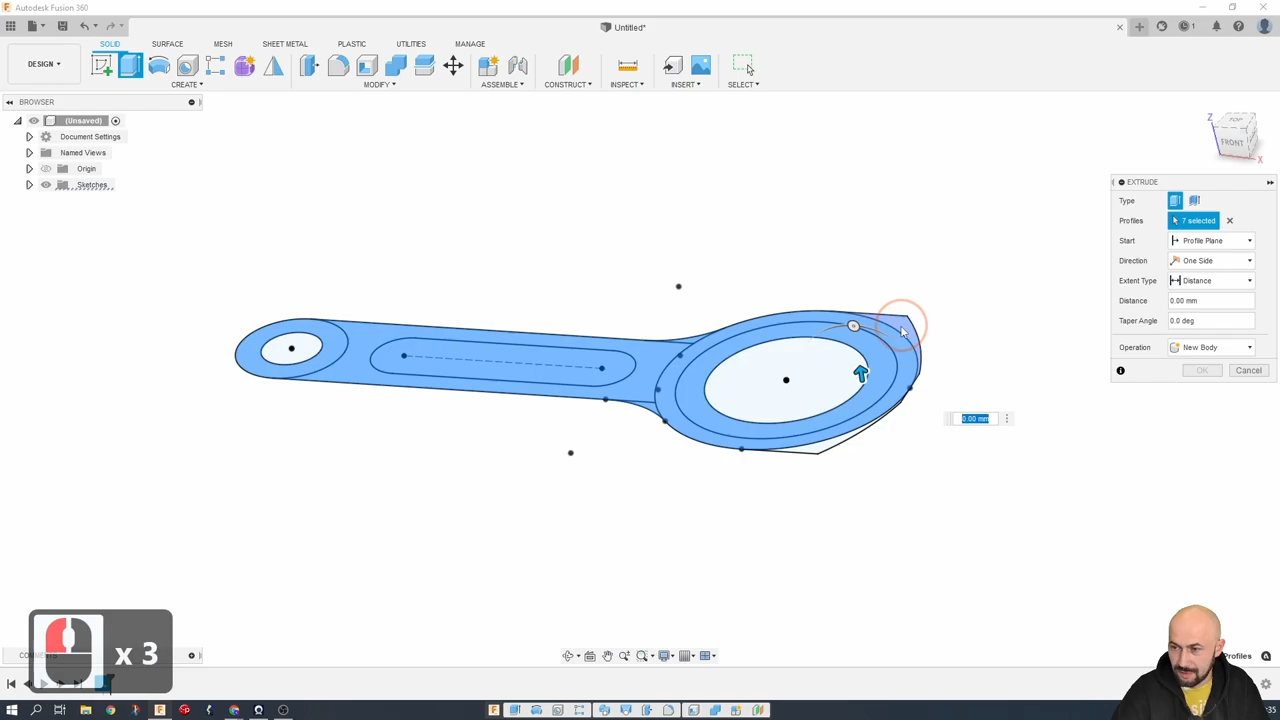 Autodesk Fusion 360
Untitled*
1
SOLID
SURFACE
MESH
SHEET METAL
PLASTIC
UTILITIES
MANAGE
DESIGN
CREATE
MODIFY
ASSEMBLE
CONSTRUCT
INSPECT
INSERT
SELECT
BROWSER
(Unsaved)
Document Settings
Named Views
Origin
Sketches
TOP
FRONT
Z
X
EXTRUDE
Type
Profiles
7 selected
Start
Profile Plane
Direction
One Side
Extent Type
Distance
Distance
0.00 mm
Taper Angle
0.0 deg
Operation
New Body
OK
Cancel
0.00 mm
x 3
Profiles